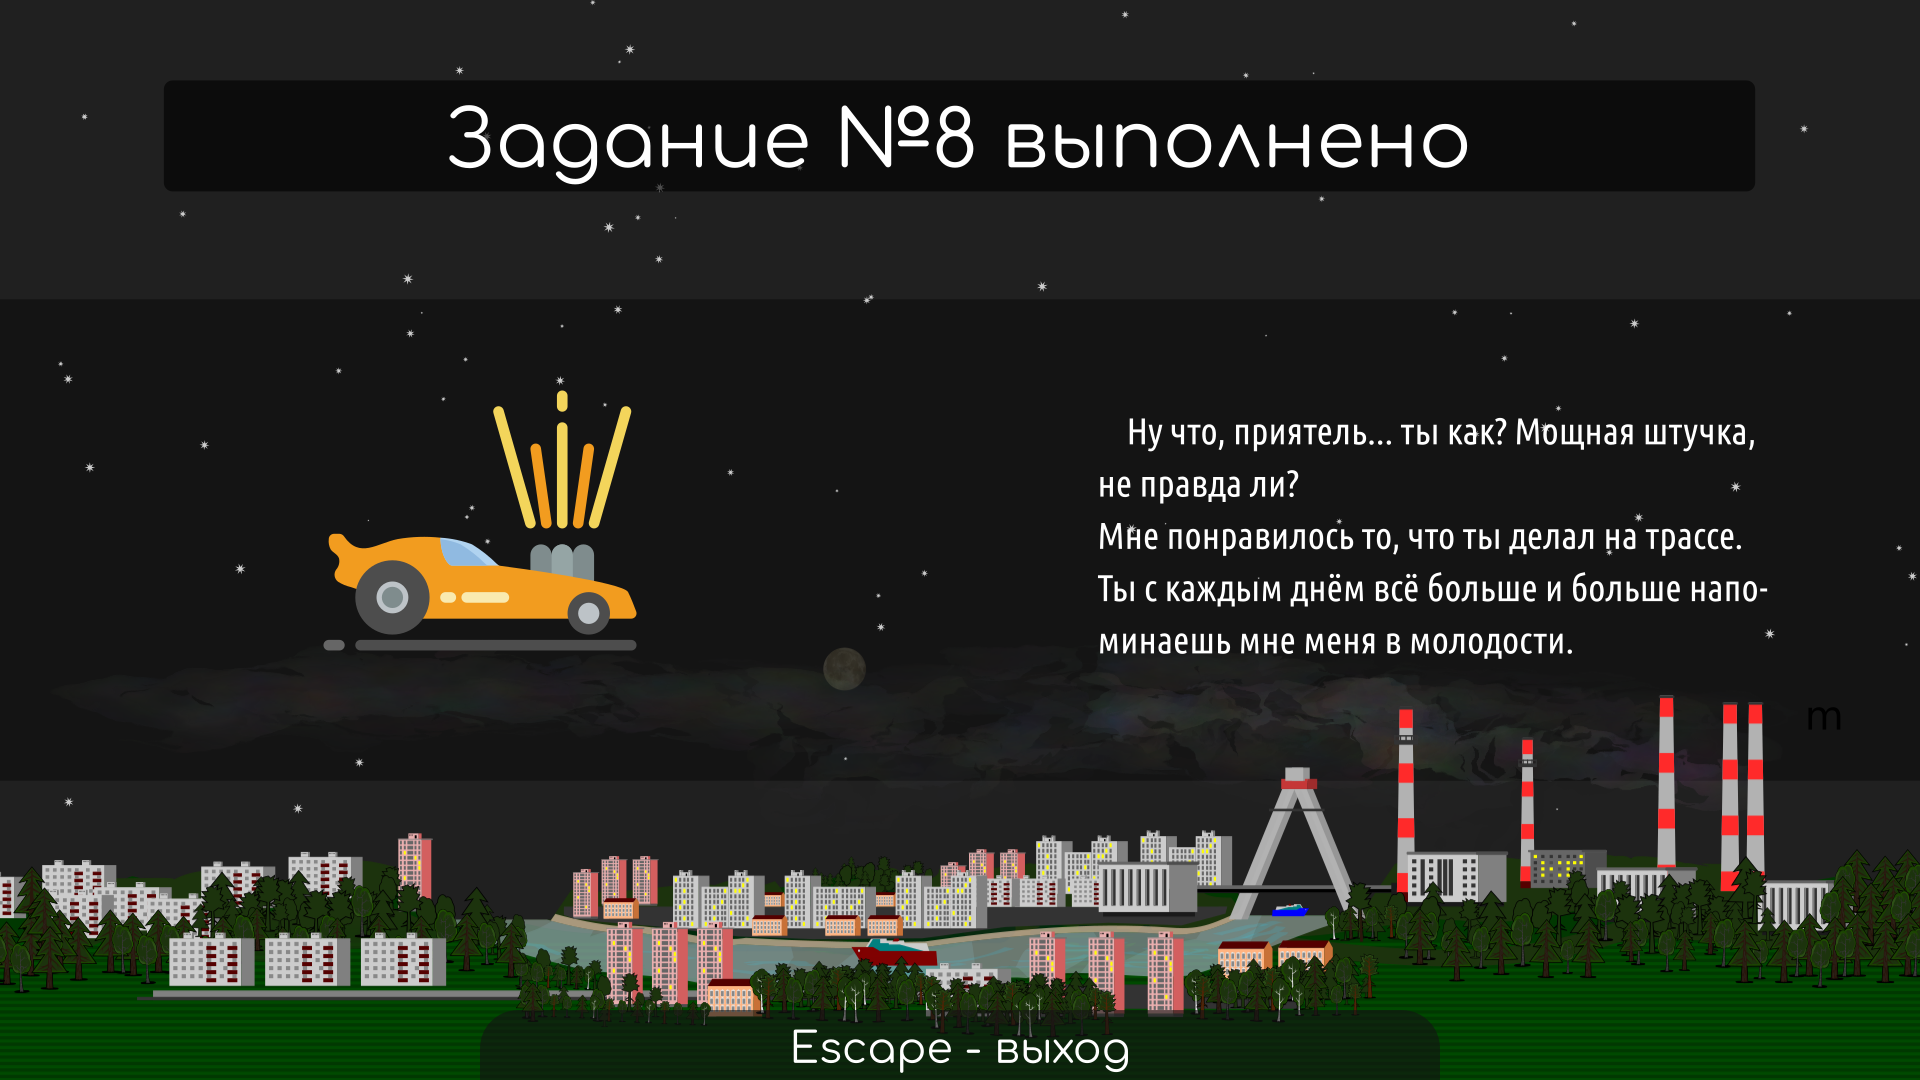 Задание №8 выполнено
Ну что, приятель... ты как? Мощная штучка,
не правда ли?
Мне понравилось то, что ты делал на трассе.
Ты с каждым днём всё больше и больше напо-
минаешь мне меня в молодости.
m
Escape - выход